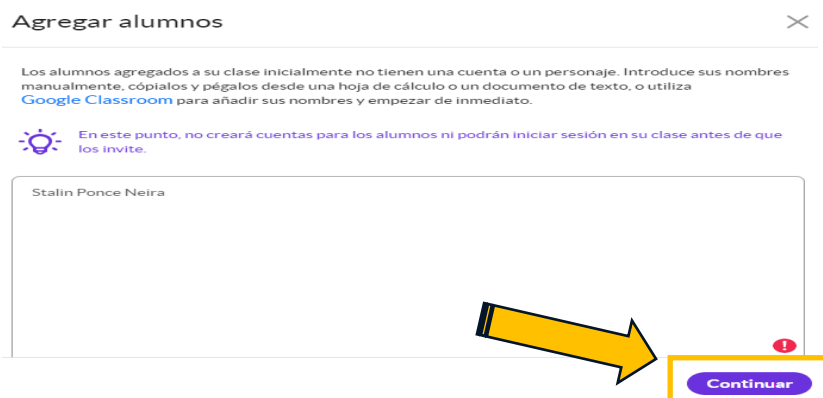 Agregar alumnos
Los alumnos agregados a su clase inicialmente no tienen una cuenta o un personaje. Introduce sus nombres
manualmente, cópialos y pégalos desde una hoja de cálculo o un documento de texto, o utiliza
Google Classroom para añadir sus nombres y empezar de inmediato.
En este punto, no creará cuentas para los alumnos ni podrán iniciar sesión en su clase antes de que
los invite.
Stalin Ponce Neira
Continuar